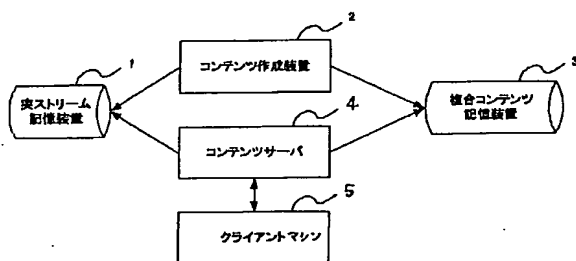 2
コンテンツ作成装置
1
実ストリーム
記憶装置
3
複合コンテンツ
記憶装置
4
コンテンツサーバ
5
クライアントマシン